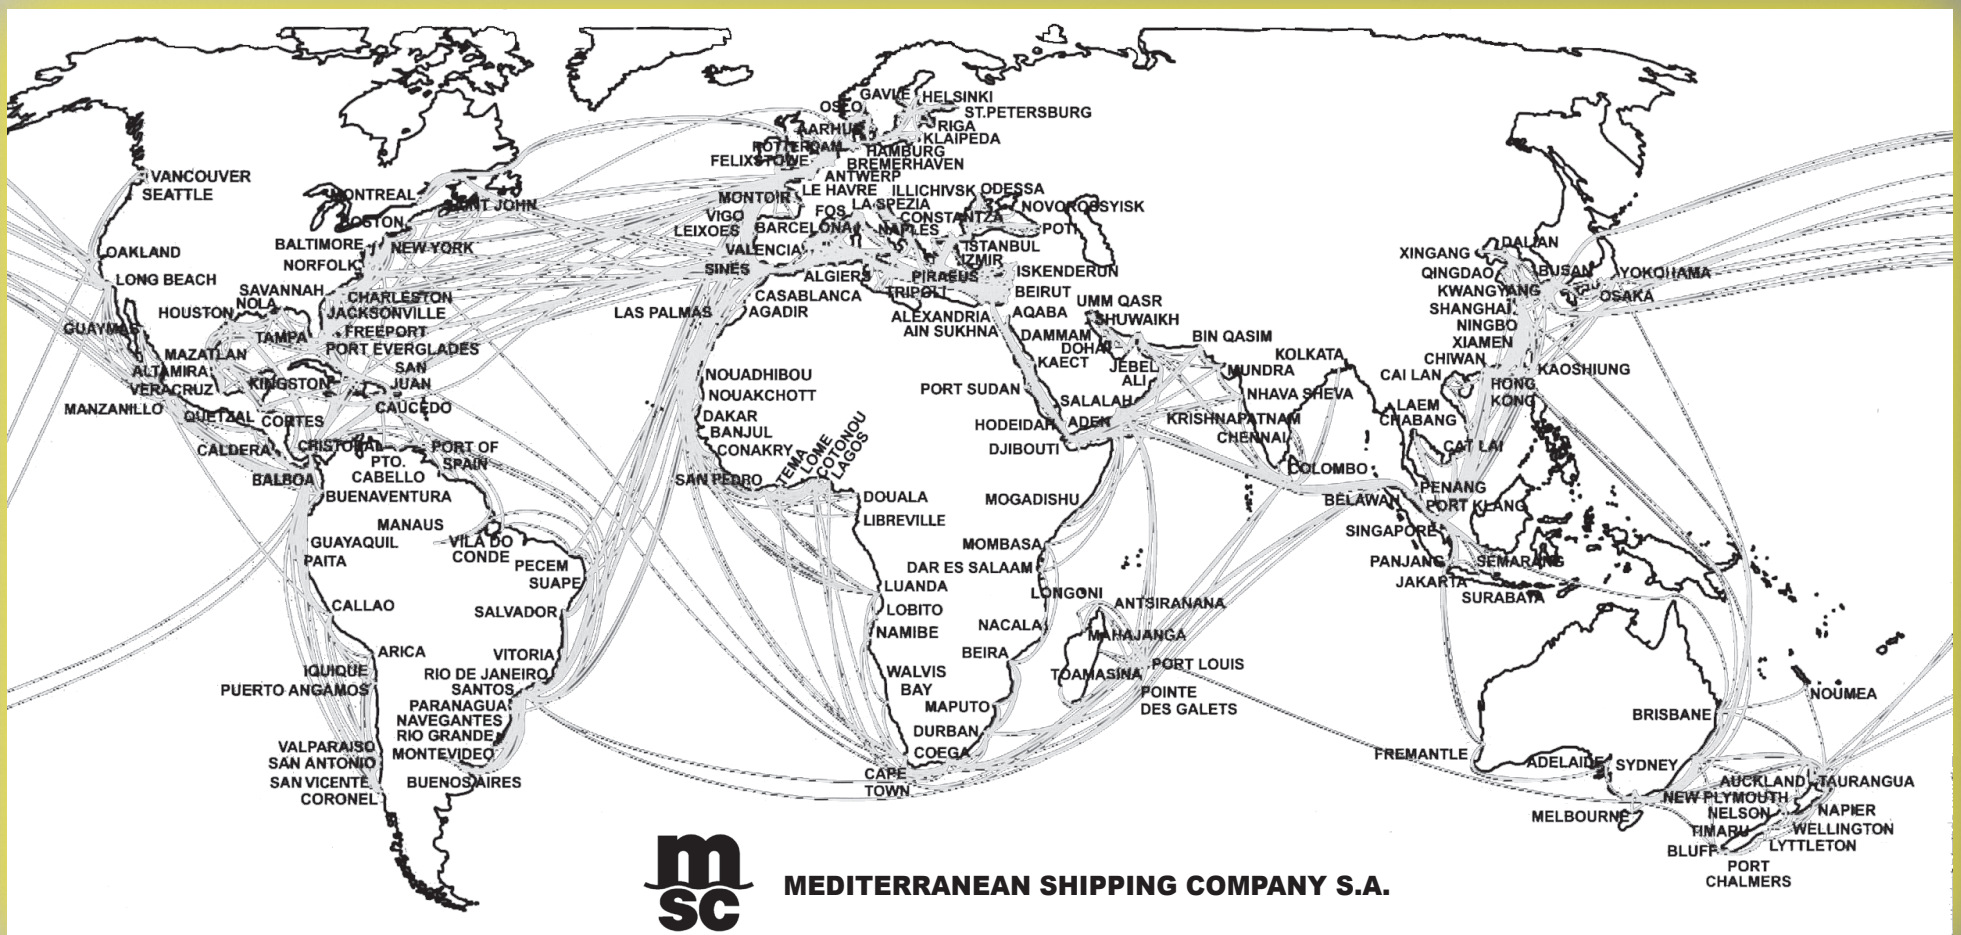 GAVLE
HELSINKI
OSLO
ST.PETERSBURG
AARHUS
RIGA
KLAIPEDA
ROTTERDAM
HAMBURG
FELIXSTOWE
BREMERHAVEN
ANTWERP
VANCOUVER
SEATTLE
MONTREAL
SAINT JOHN
BOSTON
BALTIMORE
NEW YORK
NORFOLK
OAKLAND
LONG BEACH
SAVANNAH
CHARLESTON
NOLA
HOUSTON
JACKSONVILLE
GUAYMAS
TAMPA
FREEPORT
PORT EVERGLADES
MAZATLAN
ALTAMIRA
SAN
JUAN
VERACRUZ
KINGSTON
MANZANILLO
QUETZAL
CORTES
CAUCEDO
CALDERA
CRISTOBAL
PORT OF
SPAIN
PTO.
CABELLO
BALBOA
BUENAVENTURA
MANAUS
GUAYAQUIL
VILA DO
CONDE
PAITA
PECEM
SUAPE
CALLAO
SALVADOR
ARICA
VITORIA
IQUIQUE
RIO DE JANEIRO
PUERTO ANGAMOS
SANTOS
PARANAGUA
NAVEGANTES
RIO GRANDE
VALPARAISO
MONTEVIDEO
SAN ANTONIO
SAN VICENTE
BUENOS AIRES
CORONEL
LE HAVRE
ILLICHIVSK
ODESSA
MONTOIR
LA SPEZIA
NOVOROSSYISK
FOS
VIGO
CONSTANTZA
LEIXOES
BARCELONA
NAPLES
POTI
VALENCIA
ISTANBUL
IZMIR
SINES
ALGIERS
PIRAEUS
ISKENDERUN
TRIPOLI
BEIRUT
CASABLANCA
LAS PALMAS
AGADIR
ALEXANDRIA
AQABA
AIN SUKHNA
UMM QASR
SHUWAIKH
DAMMAM
DOHA
BIN QASIM
KAECT
JEBEL
ALI
MUNDRA
KOLKATA
NOUADHIBOU
NOUAKCHOTT
PORT SUDAN
SALALAH
NHAVA SHEVA
DAKAR
BANJUL
CONAKRY
HODEIDAH
ADEN
KRISHNAPATNAM
CHENNAI
DJIBOUTI
TEMA
LOME
COTONOU
LAGOS
SAN PEDRO
COLOMBO
DOUALA
MOGADISHU
LIBREVILLE
MOMBASA
DAR ES SALAAM
LUANDA
LONGONI
ANTSIRANANA
LOBITO
NAMIBE
NACALA
MAHAJANGA
BEIRA
PORT LOUIS
WALVIS
BAY
TOAMASINA
POINTE
DES GALETS
MAPUTO
DURBAN
COEGA
CAPE
TOWN
XINGANG
DALIAN
QINGDAO
BUSAN
YOKOHAMA
KWANGYANG
OSAKA
SHANGHAI
NINGBO
XIAMEN
CHIWAN
KAOSHIUNG
CAI LAN
HONG
KONG
LAEM
CHABANG
CAT LAI
PENANG
BELAWAN
PORT KLANG
SINGAPORE
PANJANG
SEMARANG
JAKARTA
SURABAYA
NOUMEA
BRISBANE
FREMANTLE
ADELAIDE
SYDNEY
AUCKLAND
TAURANGUA
NEW PLYMOUTH
NELSON
NAPIER
MELBOURNE
TIMARU
WELLINGTON
LYTTLETON
BLUFF
PORT
CHALMERS
msc
MEDITERRANEAN SHIPPING COMPANY S.A.